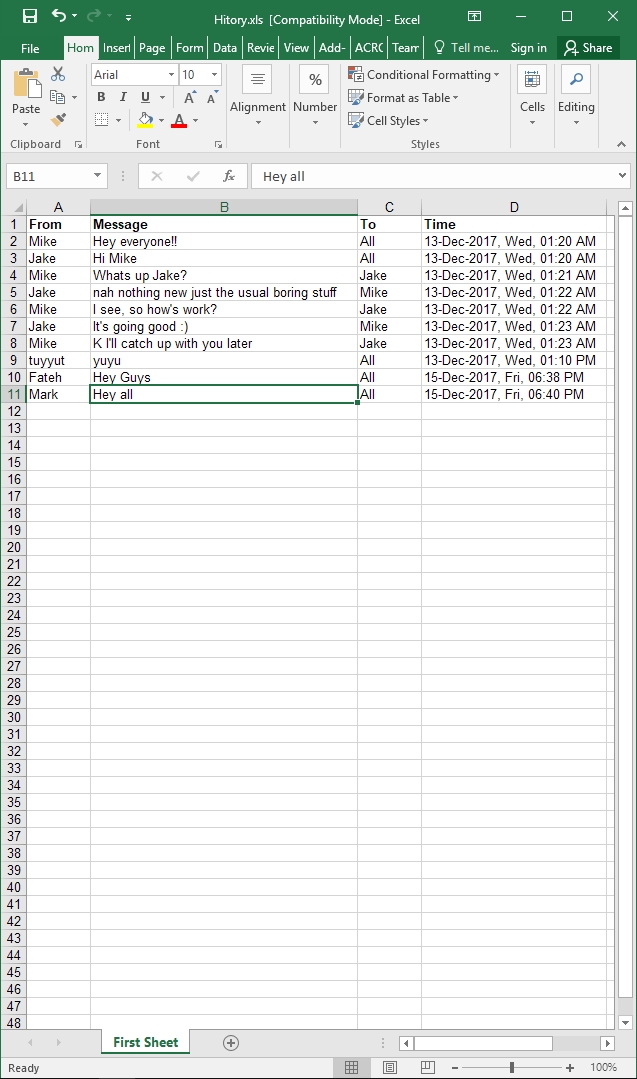 Hitory.xls [Compatibility Mode] - Excel
File Hom Insert Page Form Data Revie View Add- ACRO Team Tell me... Sign in Share
Arial 10
Conditional Formatting
Paste
B I U A A
Alignment Number
%
Format as Table
Cells Editing
A
Cell Styles
Clipboard Font Styles
B11 fx Hey all
A B C D
1 From Message To Time
2 Mike Hey everyone!! All 13-Dec-2017, Wed, 01:20 AM
3 Jake Hi Mike All 13-Dec-2017, Wed, 01:20 AM
4 Mike Whats up Jake? Jake 13-Dec-2017, Wed, 01:21 AM
5 Jake nah nothing new just the usual boring stuff Mike 13-Dec-2017, Wed, 01:22 AM
6 Mike I see, so how's work? Jake 13-Dec-2017, Wed, 01:22 AM
7 Jake It's going good :) Mike 13-Dec-2017, Wed, 01:23 AM
8 Mike K I'll catch up with you later Jake 13-Dec-2017, Wed, 01:23 AM
9 tuyyut yuyu All 13-Dec-2017, Wed, 01:10 PM
10 Fateh Hey Guys All 15-Dec-2017, Fri, 06:38 PM
11 Mark Hey all All 15-Dec-2017, Fri, 06:40 PM
12
13
14
15
16
17
18
19
20
21
22
23
24
25
26
27
28
29
30
31
32
33
34
35
36
37
38
39
40
41
42
43
44
45
46
47
48
First Sheet
Ready 100%